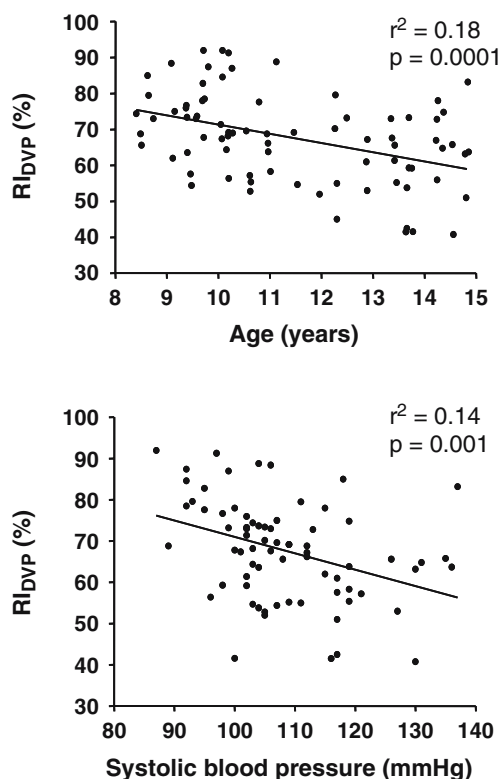 r² = 0.18
p = 0.0001
100
90
80
70
60
50
40
30
RI_DVP (%)
8 9 10 11 12 13 14 15
Age (years)
r² = 0.14
p = 0.001
100
90
80
70
60
50
40
30
RI_DVP (%)
80 90 100 110 120 130 140
Systolic blood pressure (mmHg)